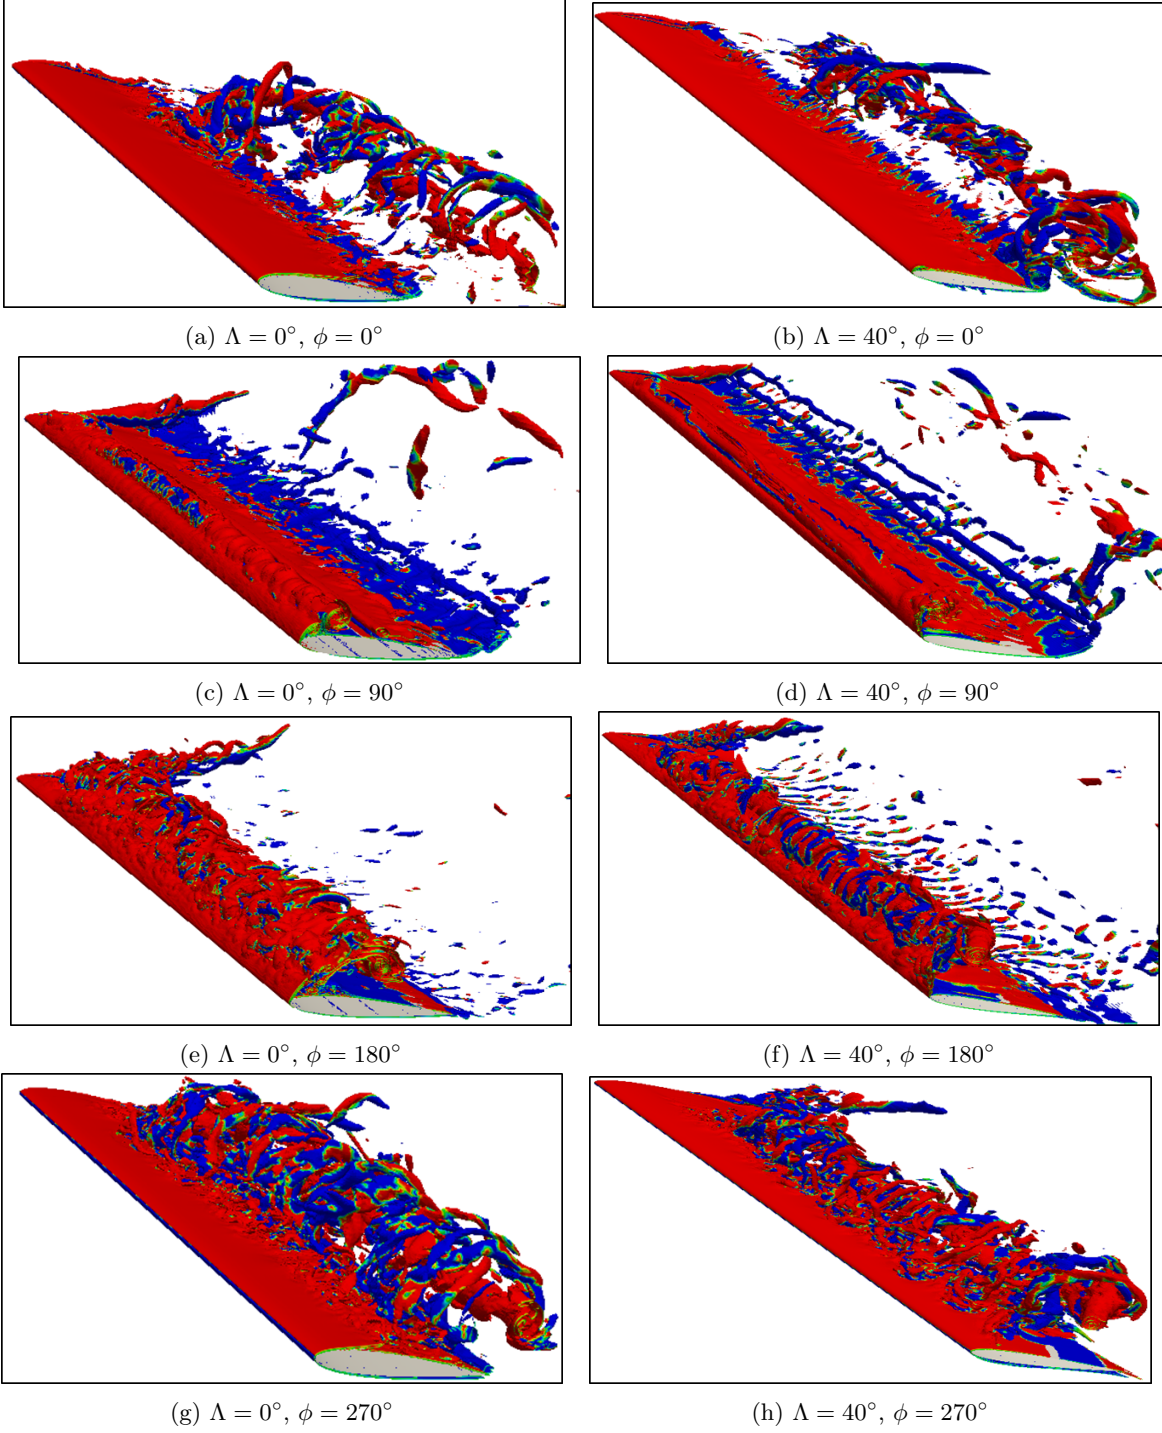 (a) Λ = 0°, ϕ = 0°
(b) Λ = 40°, ϕ = 0°
(c) Λ = 0°, ϕ = 90°
(d) Λ = 40°, ϕ = 90°
(e) Λ = 0°, ϕ = 180°
(f) Λ = 40°, ϕ = 180°
(g) Λ = 0°, ϕ = 270°
(h) Λ = 40°, ϕ = 270°